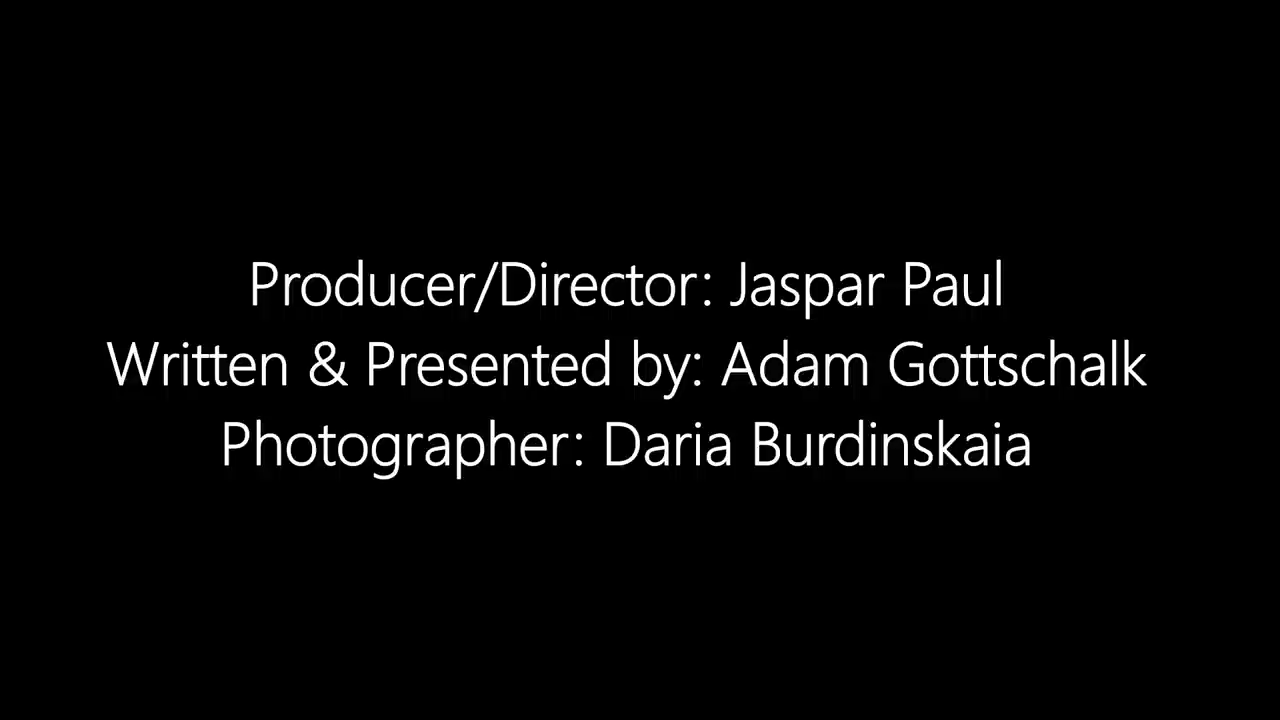 Producer/Director: Jaspar Paul
Written & Presented by: Adam Gottschalk
Photographer: Daria Burdinskaia